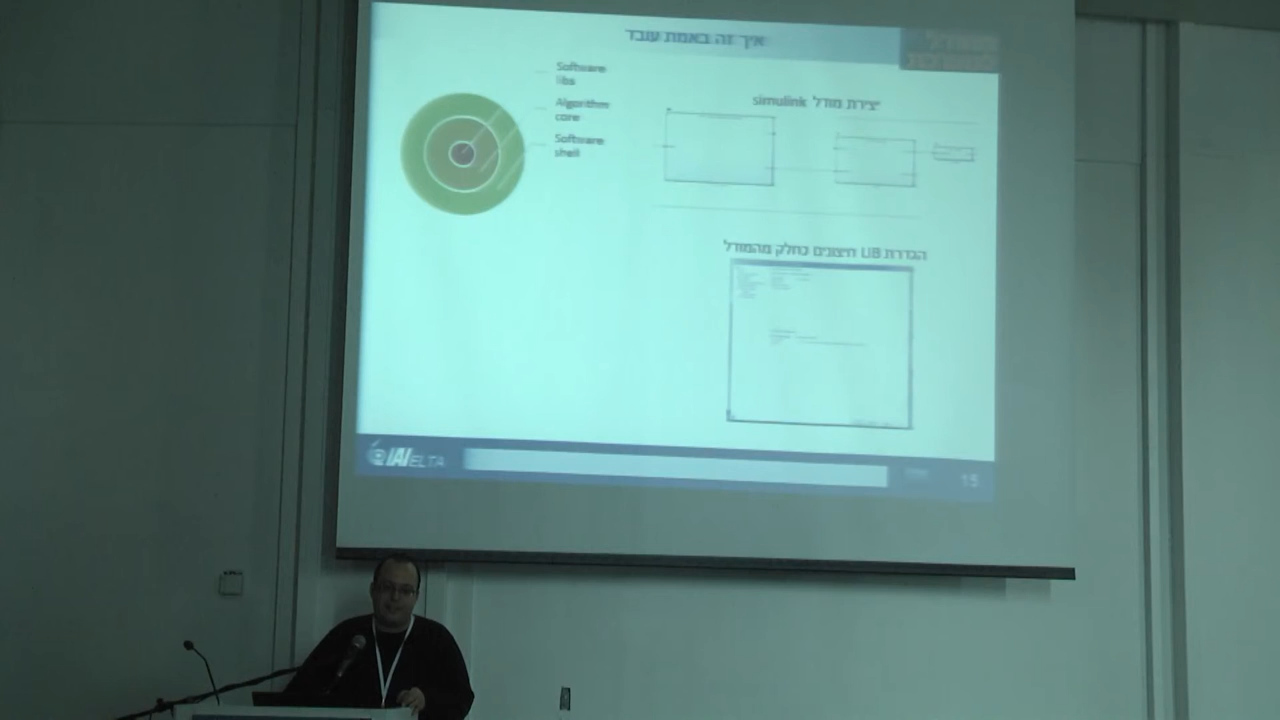 איך זה באמת עובד
Software
libs
Algorithm
core
Software
shell
יצירת מודל simulink
הגדרת LIB חיצונים כחלק מהמודל
IAI ELTA
15